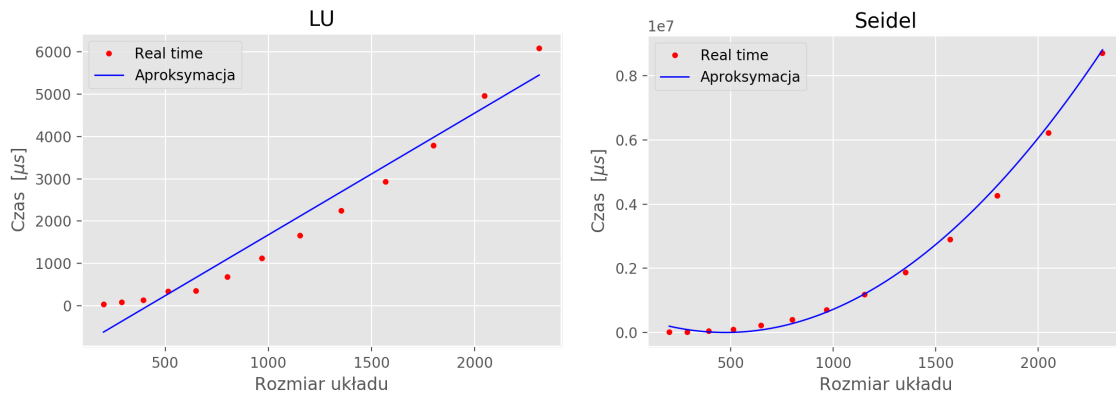 LU
Real time
Aproksymacja
6000
5000
4000
3000
2000
1000
0
Czas [μs]
500
1000
1500
2000
Rozmiar układu
Seidel
1e7
Real time
Aproksymacja
0.8
0.6
0.4
0.2
0.0
Czas [μs]
500
1000
1500
2000
Rozmiar układu